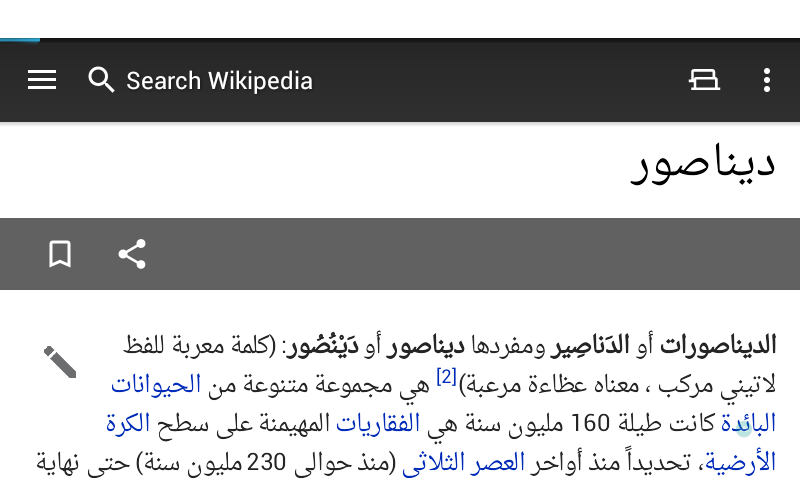 Search Wikipedia
ديناصور
الديناصورات أو الدَناصِير ومفردها ديناصور أو دَيْنُصُور: (كلمة معربة للفظ
لاتيني مركب ، معناه عظاءة مرعبة)[2] هي مجموعة متنوعة من الحيوانات
البائدة كانت طيلة 160 مليون سنة هي الفقاريات المهيمنة على سطح الكرة
الأرضية، تحديداً منذ أواخر العصر الثلاثي (منذ حوالى 230 مليون سنة) حتى نهاية